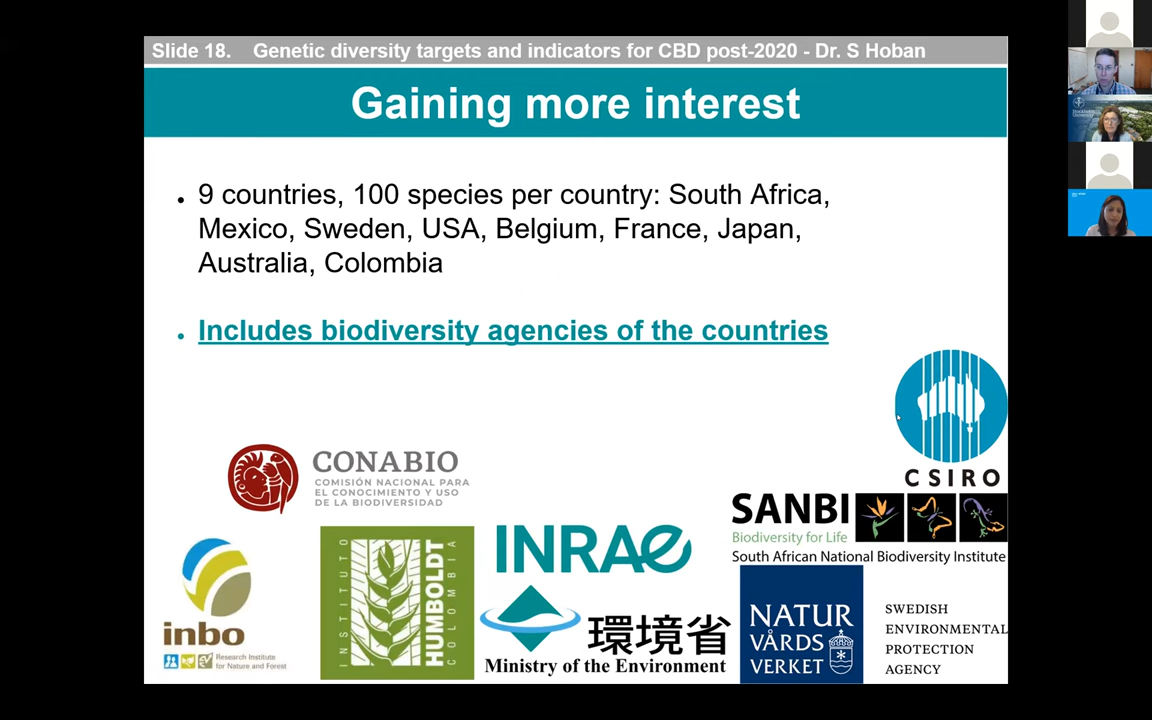 Slide 18. Genetic diversity targets and indicators for CBD post-2020 - Dr. S Hoban
Gaining more interest
• 9 countries, 100 species per country: South Africa,
Mexico, Sweden, USA, Belgium, France, Japan,
Australia, Colombia
• Includes biodiversity agencies of the countries
CSIRO
CONABIO
COMISIÓN NACIONAL PARA
EL CONOCIMIENTO Y USO
DE LA BIODIVERSIDAD
SANBI
Biodiversity for Life
South African National Biodiversity Institute
INRAE
inbo
Research Institute
for Nature and Forest
INSTITUTO
HUMBOLDT
COLOMBIA
環境省
Ministry of the Environment
NATUR
VÅRDS
VERKET
SWEDISH
ENVIRONMENTAL
PROTECTION
AGENCY
Stockholm
University